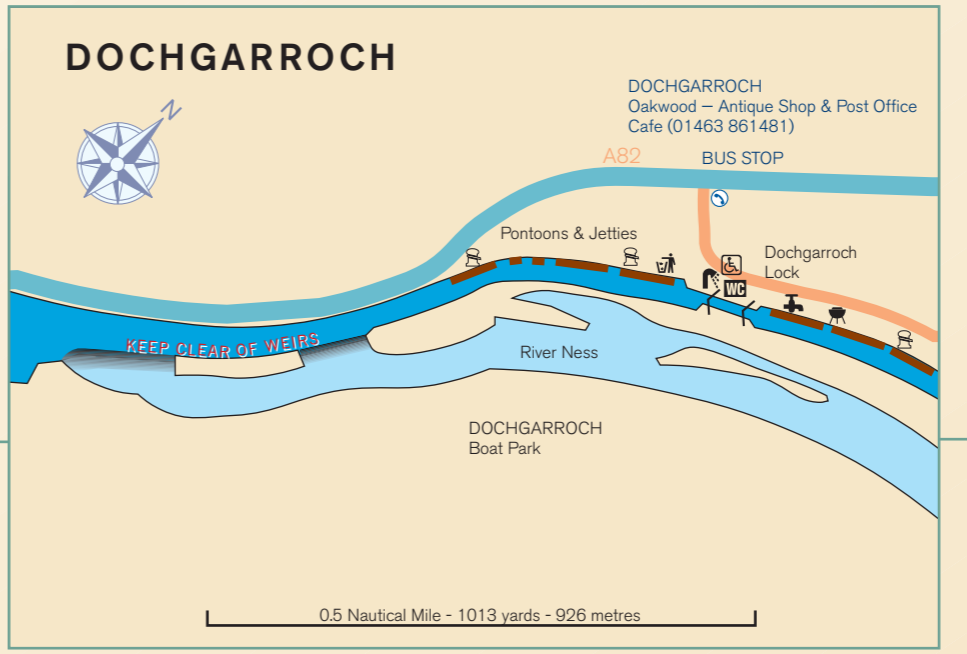 DOCHGARROCH
N
DOCHGARROCH
Oakwood – Antique Shop & Post Office
Cafe (01463 861481)
A82
BUS STOP
Pontoons & Jetties
Dochgarroch
Lock
WC
KEEP CLEAR OF WEIRS
River Ness
DOCHGARROCH
Boat Park
0.5 Nautical Mile - 1013 yards - 926 metres